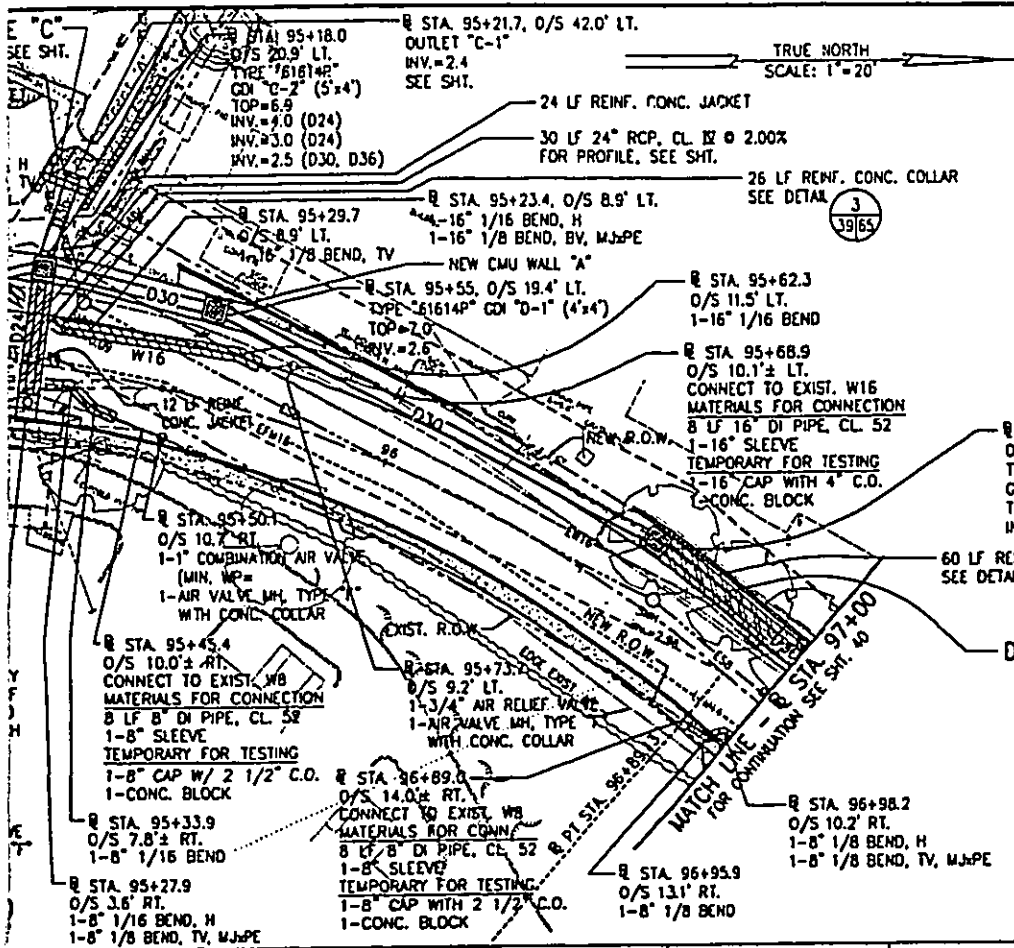 E "C"
SEE SHT.
℄ STA. 95+18.0
O/S 20.9' LT.
TYPE "61614P"
GDI "C-2" (5'x4')
TOP=6.9
INV.=4.0 (D24)
INV.=3.0 (D24)
INV.=2.5 (D30, D36)
℄ STA. 95+21.7, O/S 42.0' LT.
OUTLET "C-1"
INV.=2.4
SEE SHT.
TRUE NORTH
SCALE: 1"=20'
24 LF REINF. CONC. JACKET
30 LF 24" RCP, CL. IV @ 2.00%
FOR PROFILE, SEE SHT.
26 LF REINF. CONC. COLLAR
SEE DETAIL
3
39|65
H
TV
℄ STA. 95+29.7
O/S 8.9' LT.
1-16" 1/8 BEND, TV
℄ STA. 95+23.4, O/S 8.9' LT.
1-16" 1/16 BEND, H
1-16" 1/8 BEND, BV, MJxPE
NEW CMU WALL "A"
℄ STA. 95+55, O/S 19.4' LT.
TYPE "61614P" GDI "D-1" (4'x4')
TOP=7.0
INV.=2.6
℄ STA. 95+62.3
O/S 11.5' LT.
1-16" 1/16 BEND
℄ STA. 95+68.9
O/S 10.1'± LT.
CONNECT TO EXIST. W16
MATERIALS FOR CONNECTION
8 LF 16" DI PIPE, CL. 52
1-16" SLEEVE
TEMPORARY FOR TESTING
1-16" CAP WITH 4" C.O.
1-CONC. BLOCK
D30
D24
W16
D30
12 LF REINF.
CONC. JACKET
EFM16
96
NEW R.O.W.
EW16
60 LF RE
SEE DETA
℄ STA. 95+50.1
O/S 10.7' RT.
1-1" COMBINATION AIR VALVE
(MIN. WP=
1-AIR VALVE MH, TYPE "I"
WITH CONC. COLLAR
EXIST. R.O.W.
NEW R.O.W.
ES8
D30
℄ STA. 95+45.4
O/S 10.0'± RT.
CONNECT TO EXIST. W8
MATERIALS FOR CONNECTION
8 LF 8" DI PIPE, CL. 52
1-8" SLEEVE
TEMPORARY FOR TESTING
1-8" CAP W/ 2 1/2" C.O.
1-CONC. BLOCK
℄ STA. 95+73.7
O/S 9.2' LT.
1-3/4" AIR RELIEF VALVE
1-AIR VALVE MH, TYPE
WITH CONC. COLLAR
MATCH LINE - ℄ STA. 97+00
FOR CONTINUATION SEE SHT. 40
℄ STA. 95+33.9
O/S 7.8'± RT.
1-8" 1/16 BEND
℄ STA. 96+89.0
O/S 14.0'± RT.
CONNECT TO EXIST. W8
MATERIALS FOR CONN.
8 LF 8" DI PIPE, CL. 52
1-8" SLEEVE
TEMPORARY FOR TESTING
1-8" CAP WITH 2 1/2" C.O.
1-CONC. BLOCK
℄ PT. STA. 96+89.3
℄ STA. 96+98.2
O/S 10.2' RT.
1-8" 1/8 BEND, H
1-8" 1/8 BEND, TV, MJxPE
℄ STA. 95+27.9
O/S 3.6' RT.
1-8" 1/16 BEND, H
1-8" 1/8 BEND, TV, MJxPE
℄ STA. 96+95.9
O/S 13.1' RT.
1-8" 1/8 BEND